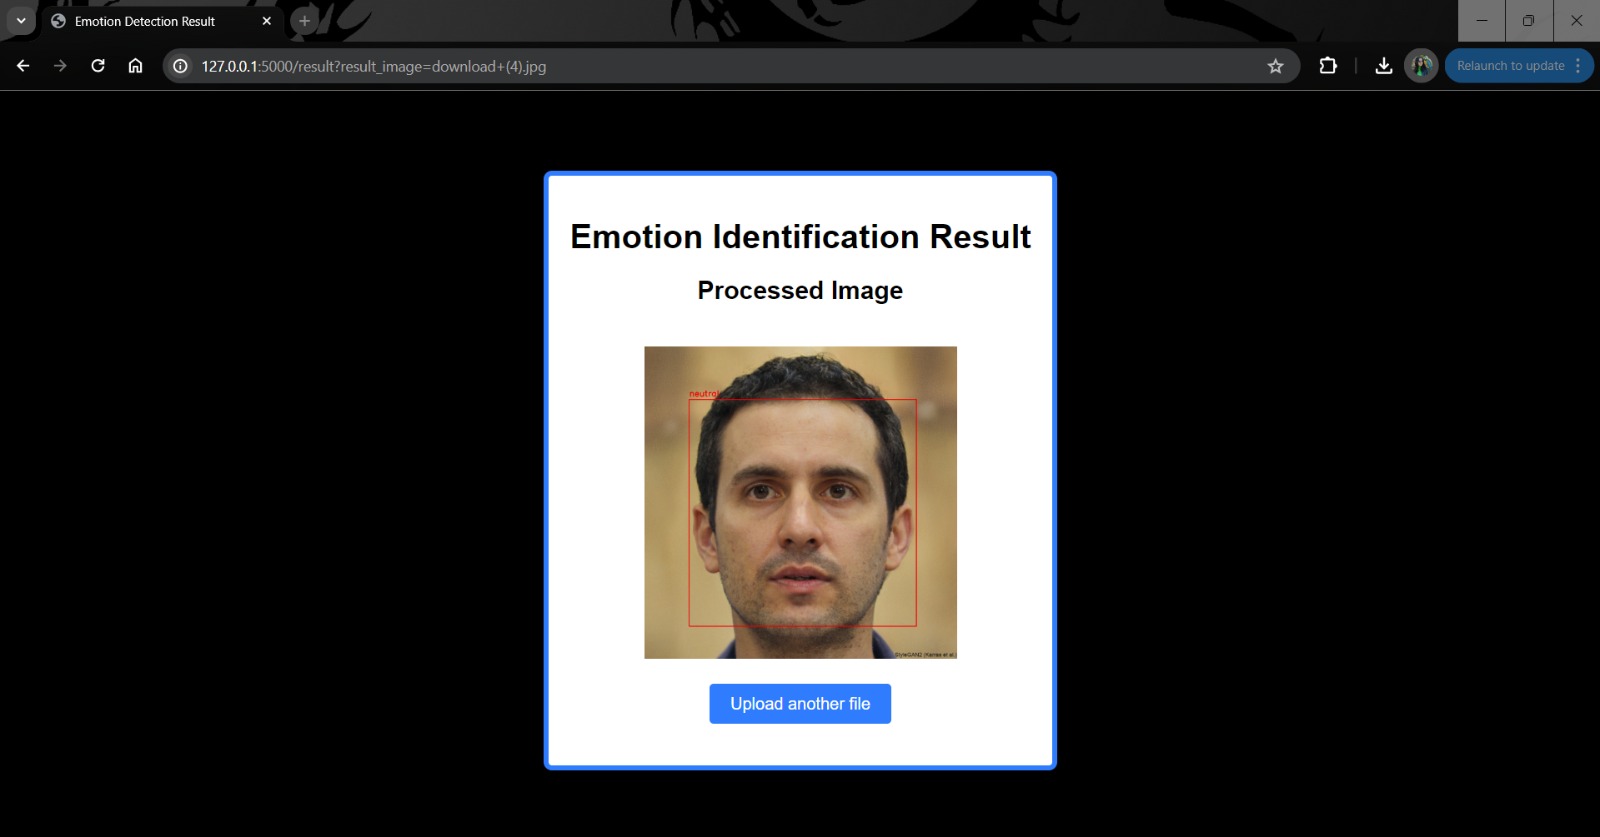 Emotion Detection Result
127.0.0.1:5000/result?result_image=download+(4).jpg
Relaunch to update
Emotion Identification Result
Processed Image
neutral
StyleGAN2 (Karras et al.)
Upload another file